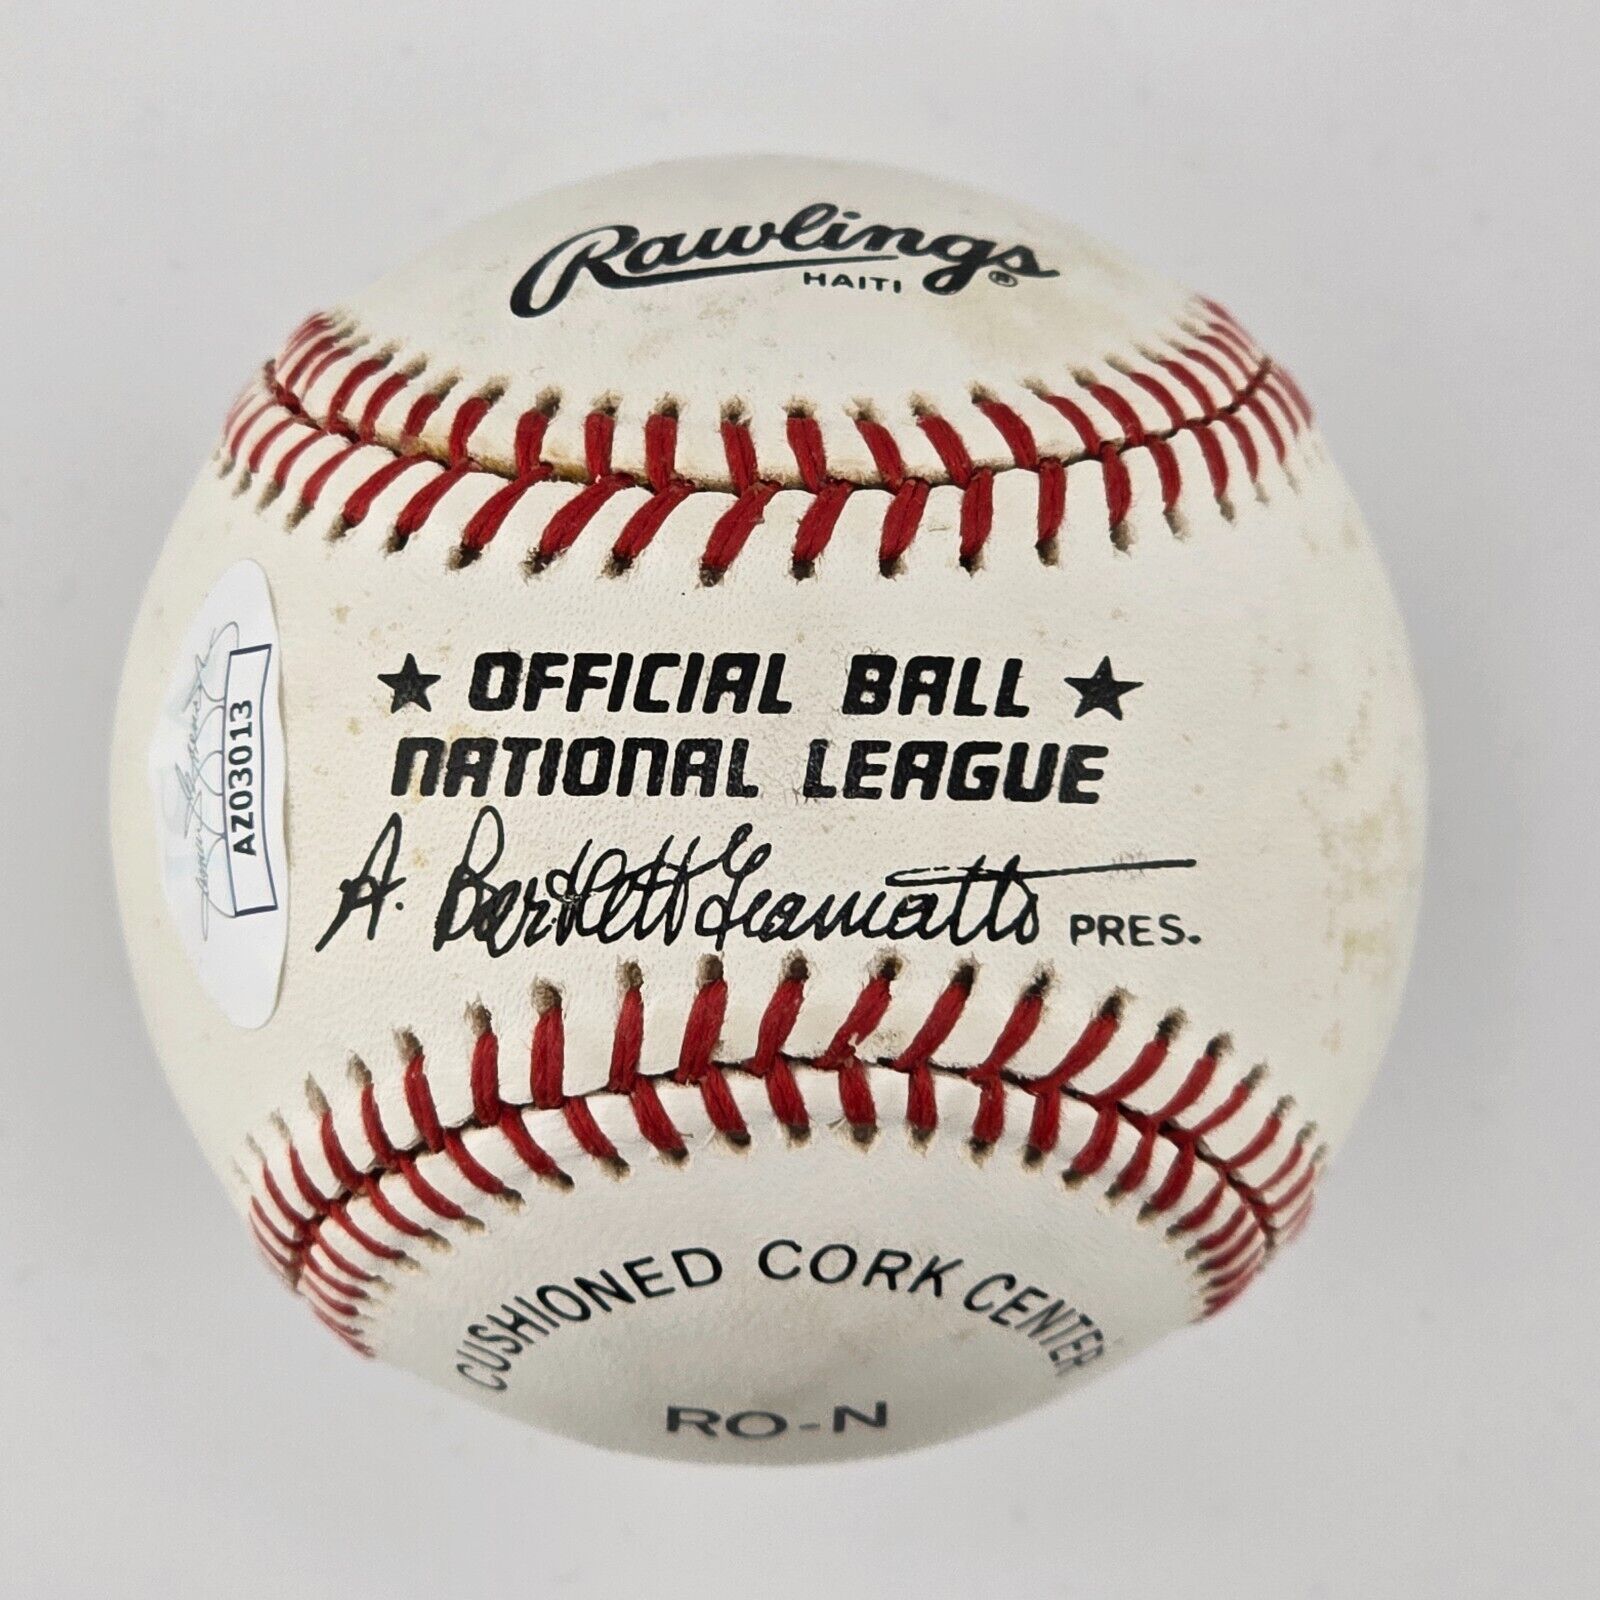 Rawlings®
HAITI
★ OFFICIAL BALL ★
NATIONAL LEAGUE
A. Bartlett Giamatti PRES.
AZ03013
CUSHIONED CORK CENTER
RO-N